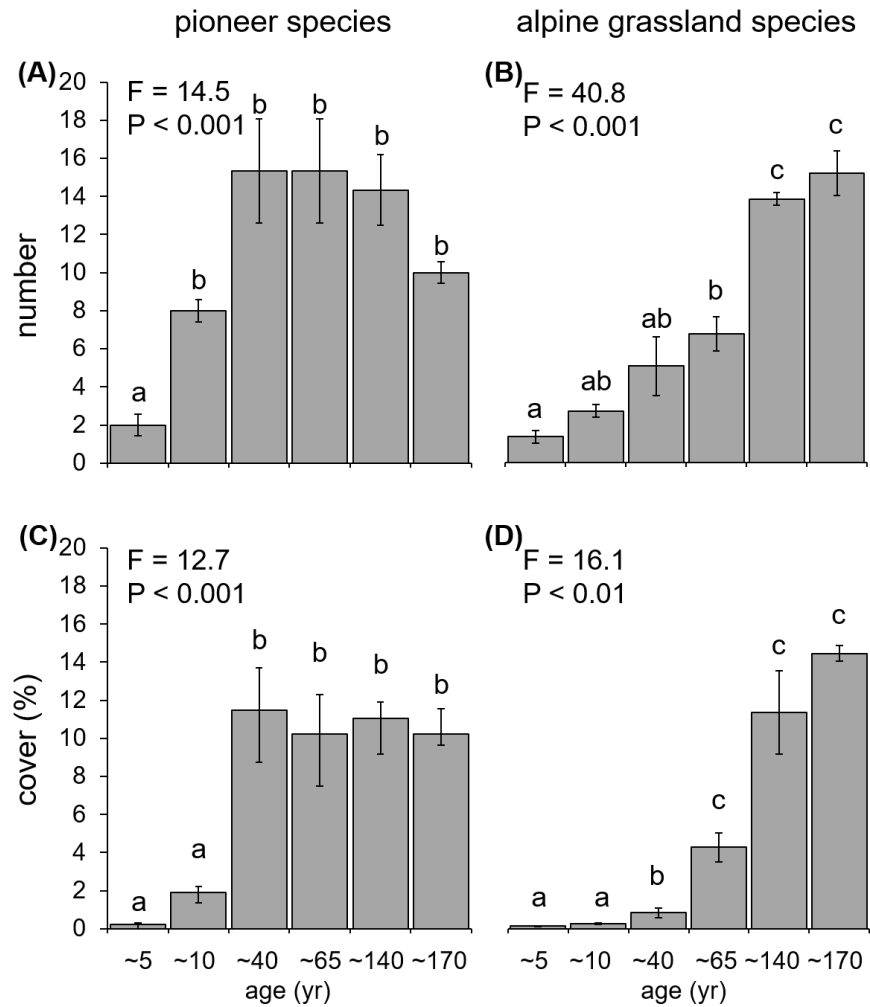 pioneer species
alpine grassland species
(A)
F = 14.5
P < 0.001
number
20
18
16
14
12
10
8
6
4
2
0
a
b
b
b
b
b
(B)
F = 40.8
P < 0.001
a
ab
ab
b
c
c
(C)
F = 12.7
P < 0.001
cover (%)
20
18
16
14
12
10
8
6
4
2
0
a
a
b
b
b
b
~5 ~10 ~40 ~65 ~140 ~170
age (yr)
(D)
F = 16.1
P < 0.01
a
a
b
c
c
c
~5 ~10 ~40 ~65 ~140 ~170
age (yr)